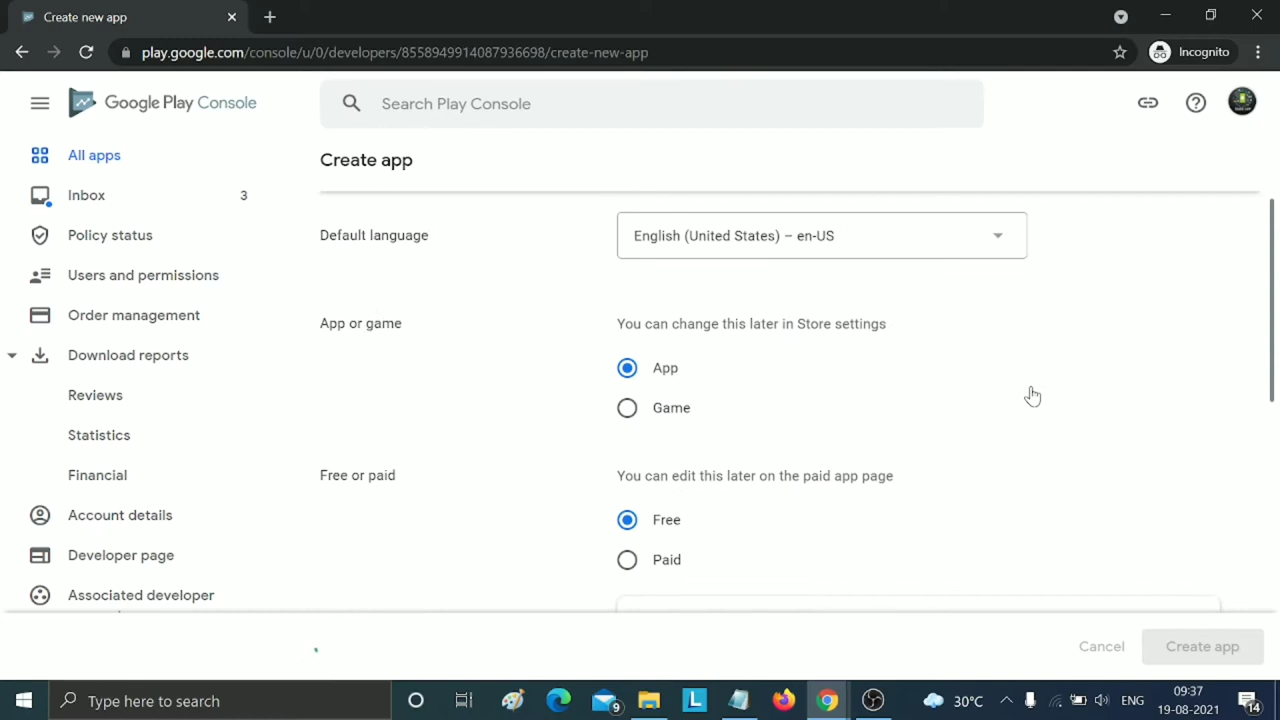 Create new app
play.google.com/console/u/0/developers/8558949914087936698/create-new-app
Incognito
Google Play Console
Search Play Console
All apps
Inbox 3
Policy status
Users and permissions
Order management
Download reports
Reviews
Statistics
Financial
Account details
Developer page
Associated developer
Create app
Default language
English (United States) – en-US
App or game
You can change this later in Store settings
App
Game
Free or paid
You can edit this later on the paid app page
Free
Paid
Cancel
Create app
Type here to search
9
L
30°C
ENG
09:37
19-08-2021
14